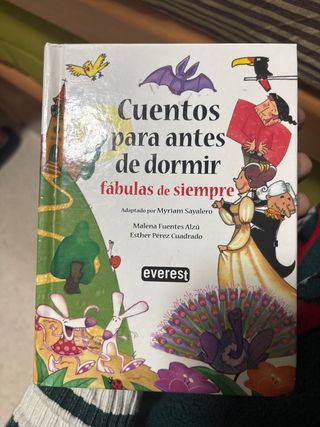 Cuentos
para antes
de dormir
fábulas de siempre
Adaptado por Myriam Sayalero
Malena Fuentes Alzú
Esther Pérez Cuadrado
everest